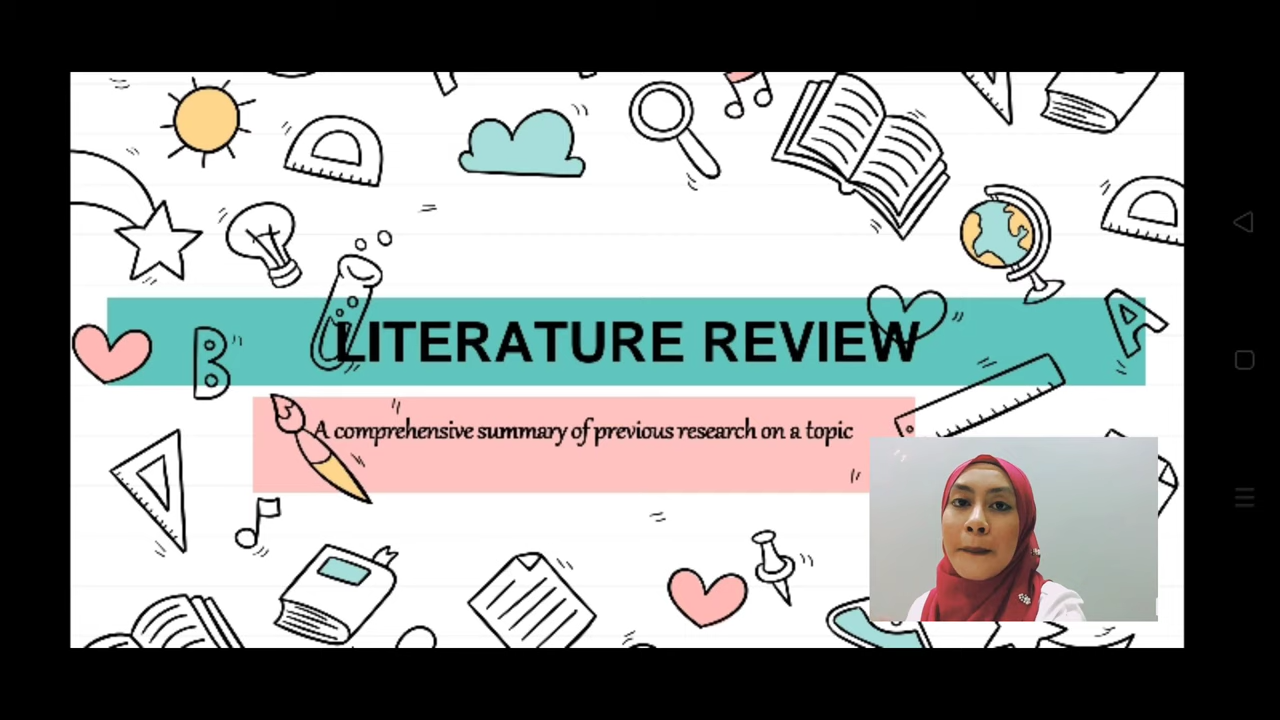 LITERATURE REVIEW
A comprehensive summary of previous research on a topic
B
A